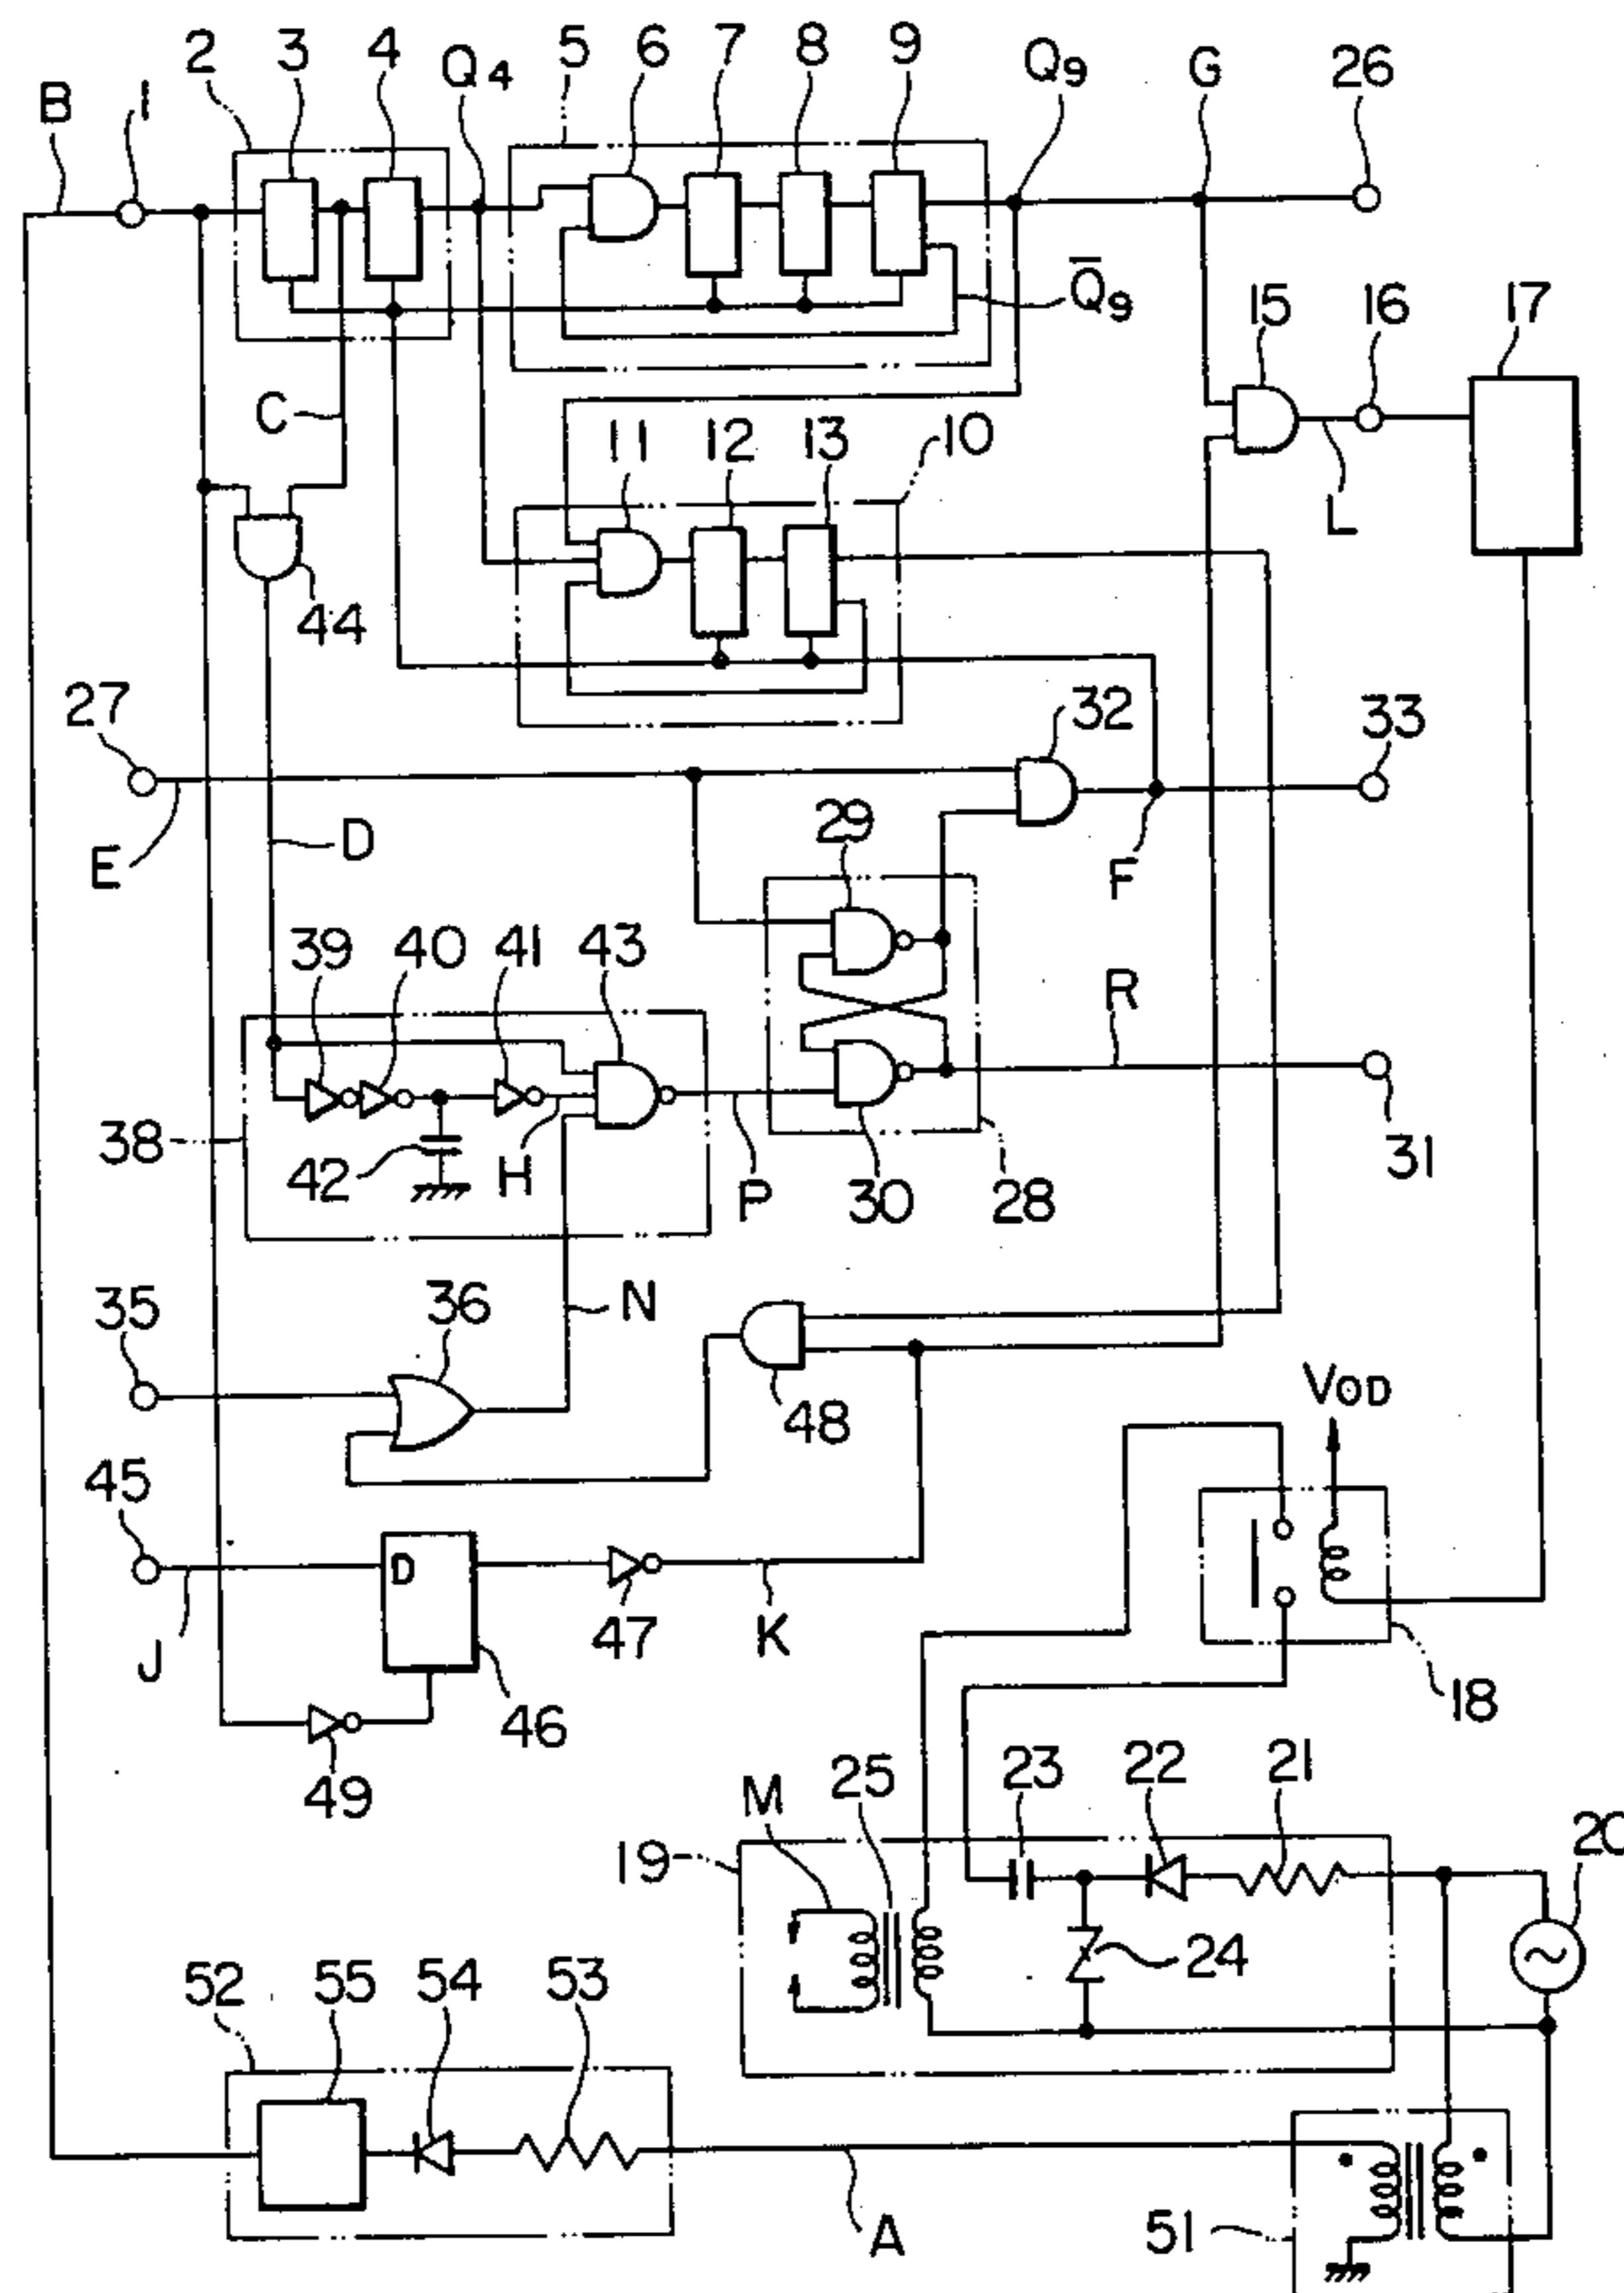 B 1 2 3 4 Q4 5 6 7 8 9 Q9 G 26
Q̅9 15 16 17
C 11 12 13 10 L
44
27 32 33
E D 29 F
39 40 41 43 R
38 42 H P 30 28 31
35 36 N
48 VOD
45 D
J 47 K 46 18
49
M 25 23 22 21 20
19
24
52 55 54 53
A 51